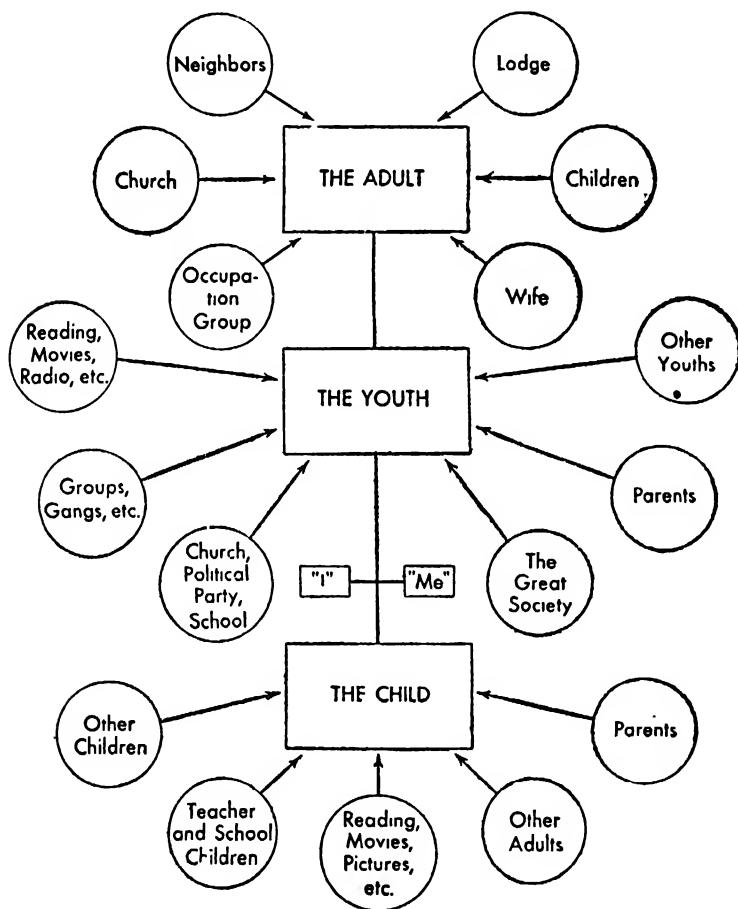 Neighbors
Lodge
Church
THE ADULT
Children
Occupa-
tion
Group
Wife
Reading,
Movies,
Radio, etc.
THE YOUTH
Other
Youths
Groups,
Gangs, etc.
Parents
Church,
Political
Party,
School
"I"
"Me"
The
Great
Society
THE CHILD
Other
Children
Parents
Teacher
and School
Children
Reading,
Movies,
Pictures,
etc.
Other
Adults